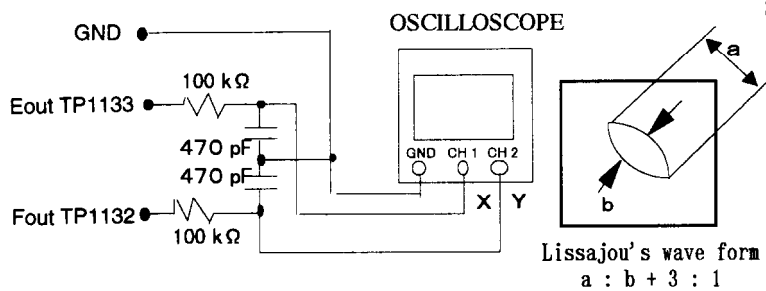 OSCILLOSCOPE
GND
100 kΩ
Eout TP1133
470 pF
470 pF
Fout TP1132
100 kΩ
GND CH 1 CH 2
X Y
a
b
Lissajou's wave form
a : b + 3 : 1